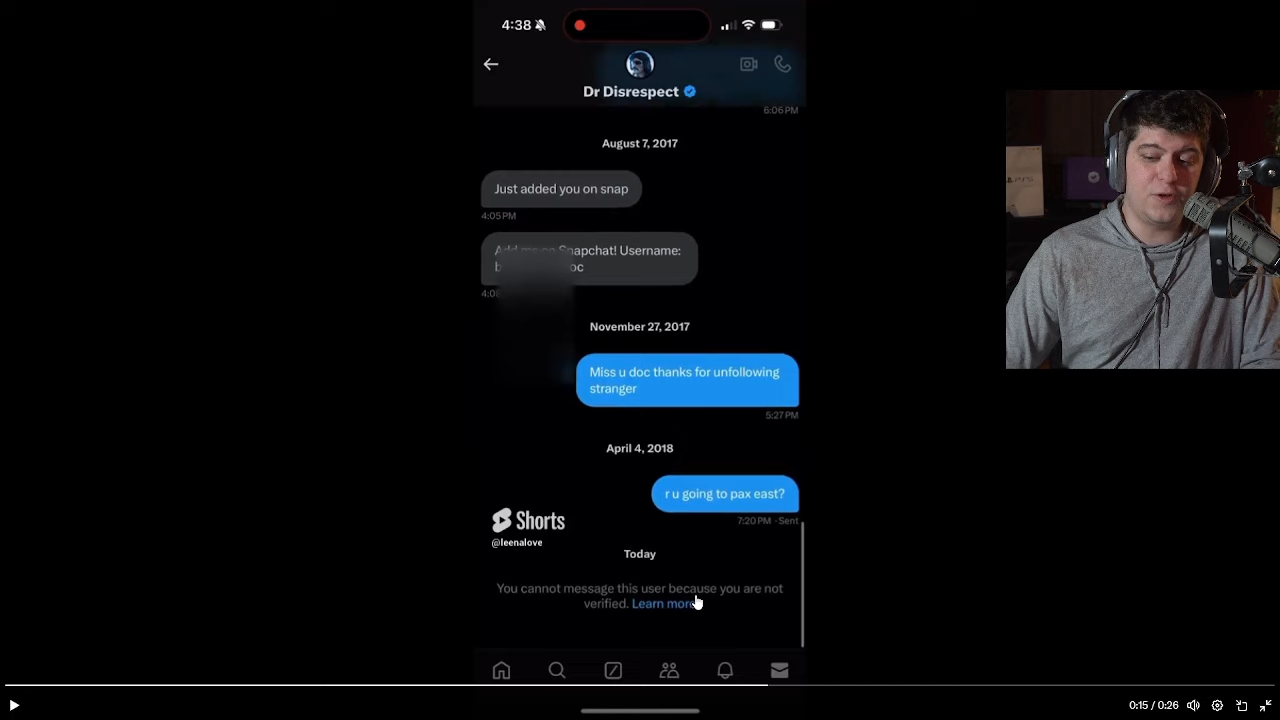 4:38
Dr Disrespect
6:06 PM
August 7, 2017
Just added you on snap
4:05 PM
Snapchat! Username:
November 27, 2017
Miss u doc thanks for unfollowing
stranger
5:27 PM
April 4, 2018
r u going to pax east?
7:20 PM · Sent
Shorts
@leenalove
Today
You cannot message this user because you are not
verified. Learn more
0:15 / 0:26